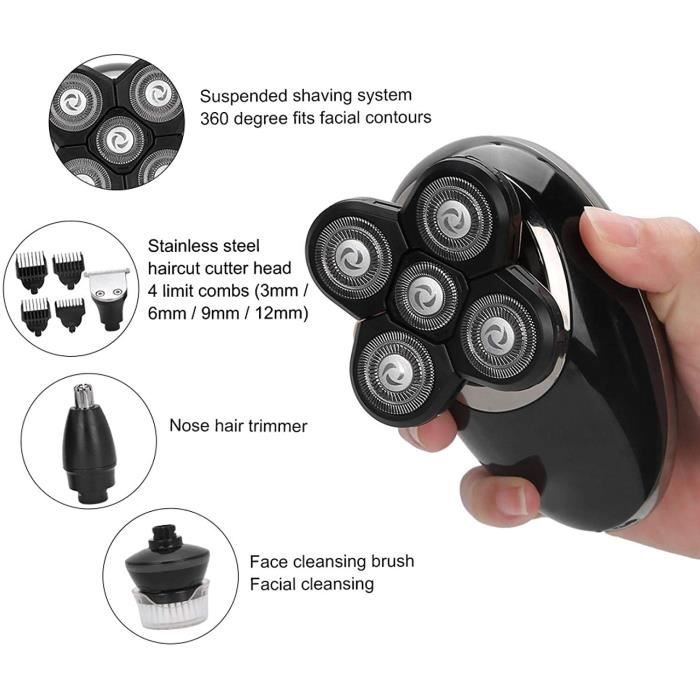 Suspended shaving system
360 degree fits facial contours
Stainless steel
haircut cutter head
4 limit combs (3mm /
6mm / 9mm / 12mm)
Nose hair trimmer
Face cleansing brush
Facial cleansing